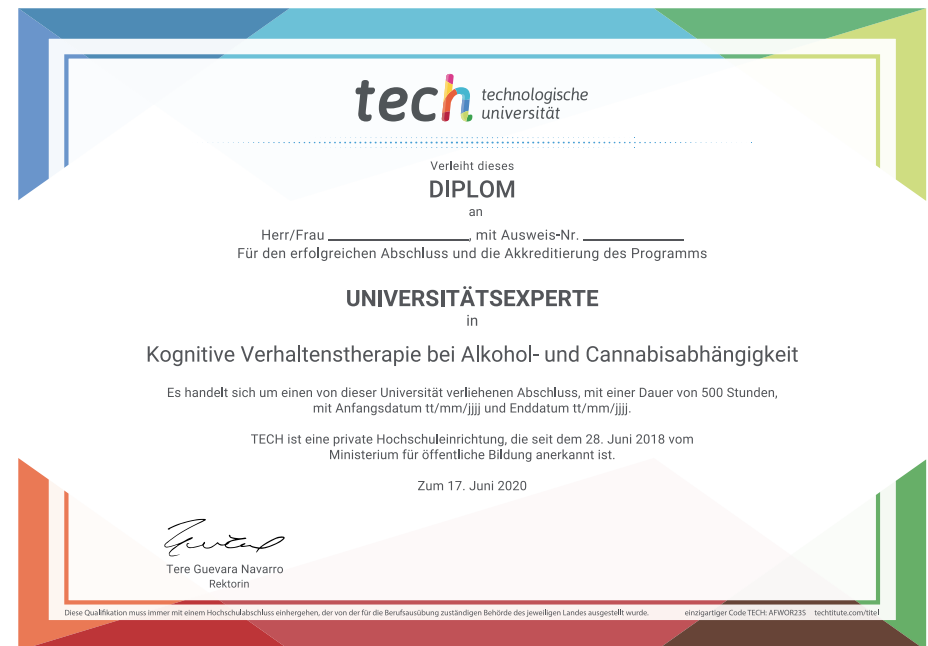 tech technologische
universität
Verleiht dieses
DIPLOM
an
Herr/Frau ____________________, mit Ausweis-Nr. ______________
Für den erfolgreichen Abschluss und die Akkreditierung des Programms
UNIVERSITÄTSEXPERTE
in
Kognitive Verhaltenstherapie bei Alkohol- und Cannabisabhängigkeit
Es handelt sich um einen von dieser Universität verliehenen Abschluss, mit einer Dauer von 500 Stunden,
mit Anfangsdatum tt/mm/jjjj und Enddatum tt/mm/jjjj.
TECH ist eine private Hochschuleinrichtung, die seit dem 28. Juni 2018 vom
Ministerium für öffentliche Bildung anerkannt ist.
Zum 17. Juni 2020
Tere Guevara Navarro
Rektorin
Diese Qualifikation muss immer mit einem Hochschulabschluss einhergehen, der von der für die Berufsausübung zuständigen Behörde des jeweiligen Landes ausgestellt wurde. einzigartiger Code TECH: AFWOR23S techtitute.com/titel